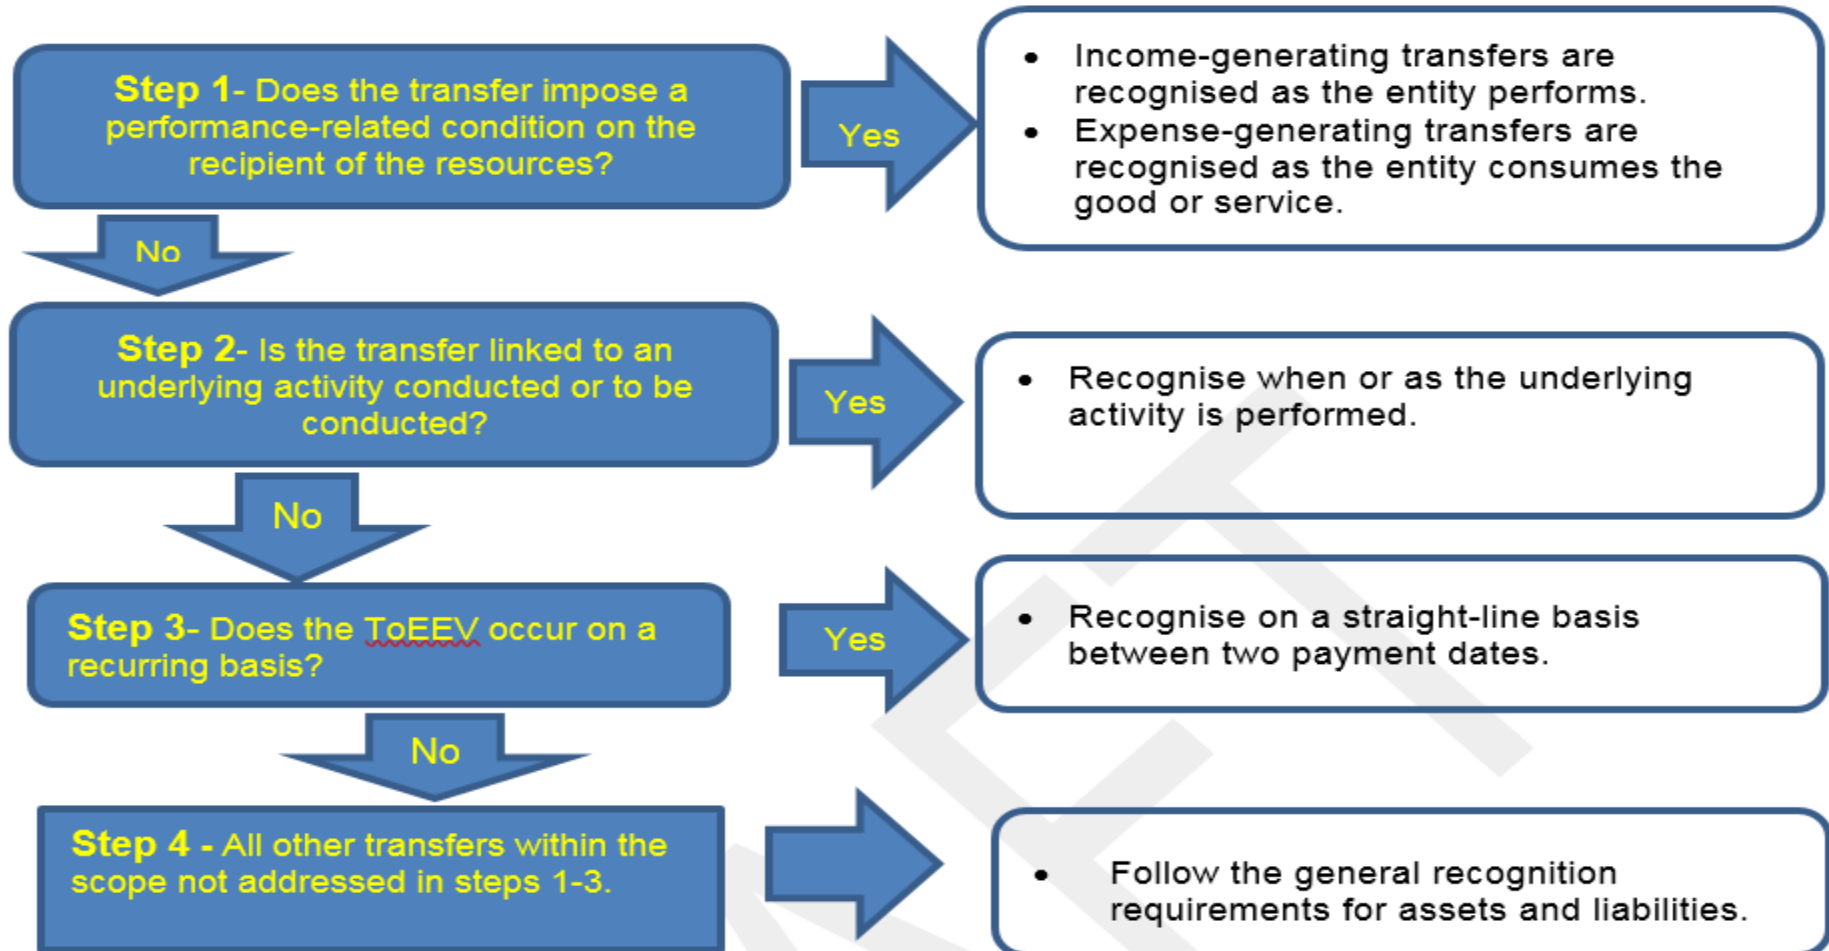 Step 1- Does the transfer impose a
performance-related condition on the
recipient of the resources?
Yes
• Income-generating transfers are
recognised as the entity performs.
• Expense-generating transfers are
recognised as the entity consumes the
good or service.
No
Step 2- Is the transfer linked to an
underlying activity conducted or to be
conducted?
Yes
• Recognise when or as the underlying
activity is performed.
No
Step 3- Does the ToEEV occur on a
recurring basis?
Yes
• Recognise on a straight-line basis
between two payment dates.
No
Step 4 - All other transfers within the
scope not addressed in steps 1-3.
• Follow the general recognition
requirements for assets and liabilities.